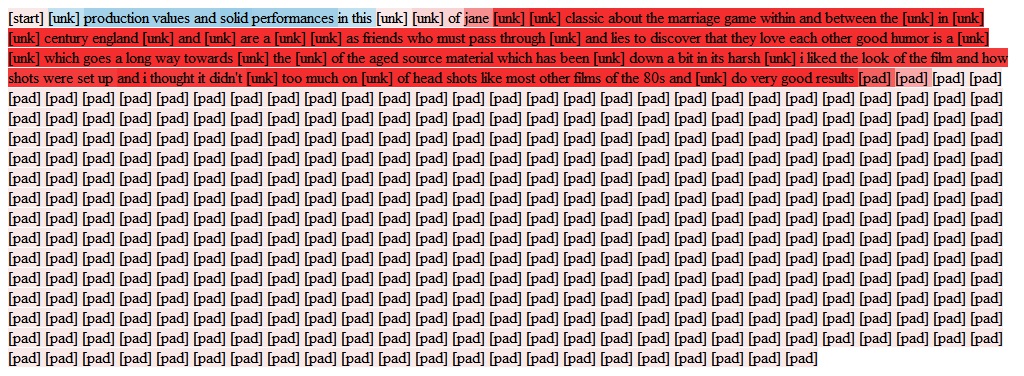 [start] [unk] production values and solid performances in this [unk] [unk] of jane [unk] [unk] classic about the marriage game within and between the [unk] in [unk]
[unk] century england [unk] and [unk] are a [unk] [unk] as friends who must pass through [unk] and lies to discover that they love each other good humor is a [unk]
[unk] which goes a long way towards [unk] the [unk] of the aged source material which has been [unk] down a bit in its harsh [unk] i liked the look of the film and how
shots were set up and i thought it didn't [unk] too much on [unk] of head shots like most other films of the 80s and [unk] do very good results [pad] [pad] [pad] [pad]
[pad] [pad] [pad] [pad] [pad] [pad] [pad] [pad] [pad] [pad] [pad] [pad] [pad] [pad] [pad] [pad] [pad] [pad] [pad] [pad] [pad] [pad] [pad] [pad] [pad] [pad] [pad]
[pad] [pad] [pad] [pad] [pad] [pad] [pad] [pad] [pad] [pad] [pad] [pad] [pad] [pad] [pad] [pad] [pad] [pad] [pad] [pad] [pad] [pad] [pad] [pad] [pad] [pad] [pad]
[pad] [pad] [pad] [pad] [pad] [pad] [pad] [pad] [pad] [pad] [pad] [pad] [pad] [pad] [pad] [pad] [pad] [pad] [pad] [pad] [pad] [pad] [pad] [pad] [pad] [pad] [pad]
[pad] [pad] [pad] [pad] [pad] [pad] [pad] [pad] [pad] [pad] [pad] [pad] [pad] [pad] [pad] [pad] [pad] [pad] [pad] [pad] [pad] [pad] [pad] [pad] [pad] [pad] [pad]
[pad] [pad] [pad] [pad] [pad] [pad] [pad] [pad] [pad] [pad] [pad] [pad] [pad] [pad] [pad] [pad] [pad] [pad] [pad] [pad] [pad] [pad] [pad] [pad] [pad] [pad] [pad]
[pad] [pad] [pad] [pad] [pad] [pad] [pad] [pad] [pad] [pad] [pad] [pad] [pad] [pad] [pad] [pad] [pad] [pad] [pad] [pad] [pad] [pad] [pad] [pad] [pad] [pad] [pad]
[pad] [pad] [pad] [pad] [pad] [pad] [pad] [pad] [pad] [pad] [pad] [pad] [pad] [pad] [pad] [pad] [pad] [pad] [pad] [pad] [pad] [pad] [pad] [pad] [pad] [pad] [pad]
[pad] [pad] [pad] [pad] [pad] [pad] [pad] [pad] [pad] [pad] [pad] [pad] [pad] [pad] [pad] [pad] [pad] [pad] [pad] [pad] [pad] [pad] [pad] [pad] [pad] [pad] [pad]
[pad] [pad] [pad] [pad] [pad] [pad] [pad] [pad] [pad] [pad] [pad] [pad] [pad] [pad] [pad] [pad] [pad] [pad] [pad] [pad] [pad] [pad] [pad] [pad] [pad] [pad] [pad]
[pad] [pad] [pad] [pad] [pad] [pad] [pad] [pad] [pad] [pad] [pad] [pad] [pad] [pad] [pad] [pad] [pad] [pad] [pad] [pad] [pad] [pad] [pad] [pad] [pad] [pad] [pad]
[pad] [pad] [pad] [pad] [pad] [pad] [pad] [pad] [pad] [pad] [pad] [pad] [pad] [pad] [pad] [pad] [pad] [pad] [pad] [pad] [pad] [pad] [pad] [pad] [pad] [pad] [pad]
[pad] [pad] [pad] [pad] [pad] [pad] [pad] [pad] [pad] [pad] [pad] [pad] [pad] [pad] [pad] [pad] [pad] [pad] [pad] [pad] [pad] [pad] [pad] [pad] [pad] [pad] [pad]
[pad] [pad] [pad] [pad] [pad] [pad] [pad] [pad] [pad] [pad] [pad] [pad] [pad] [pad] [pad] [pad] [pad] [pad] [pad] [pad] [pad] [pad] [pad] [pad] [pad] [pad] [pad]
[pad] [pad] [pad] [pad] [pad] [pad] [pad] [pad] [pad] [pad] [pad] [pad] [pad] [pad] [pad] [pad] [pad] [pad] [pad] [pad] [pad] [pad]